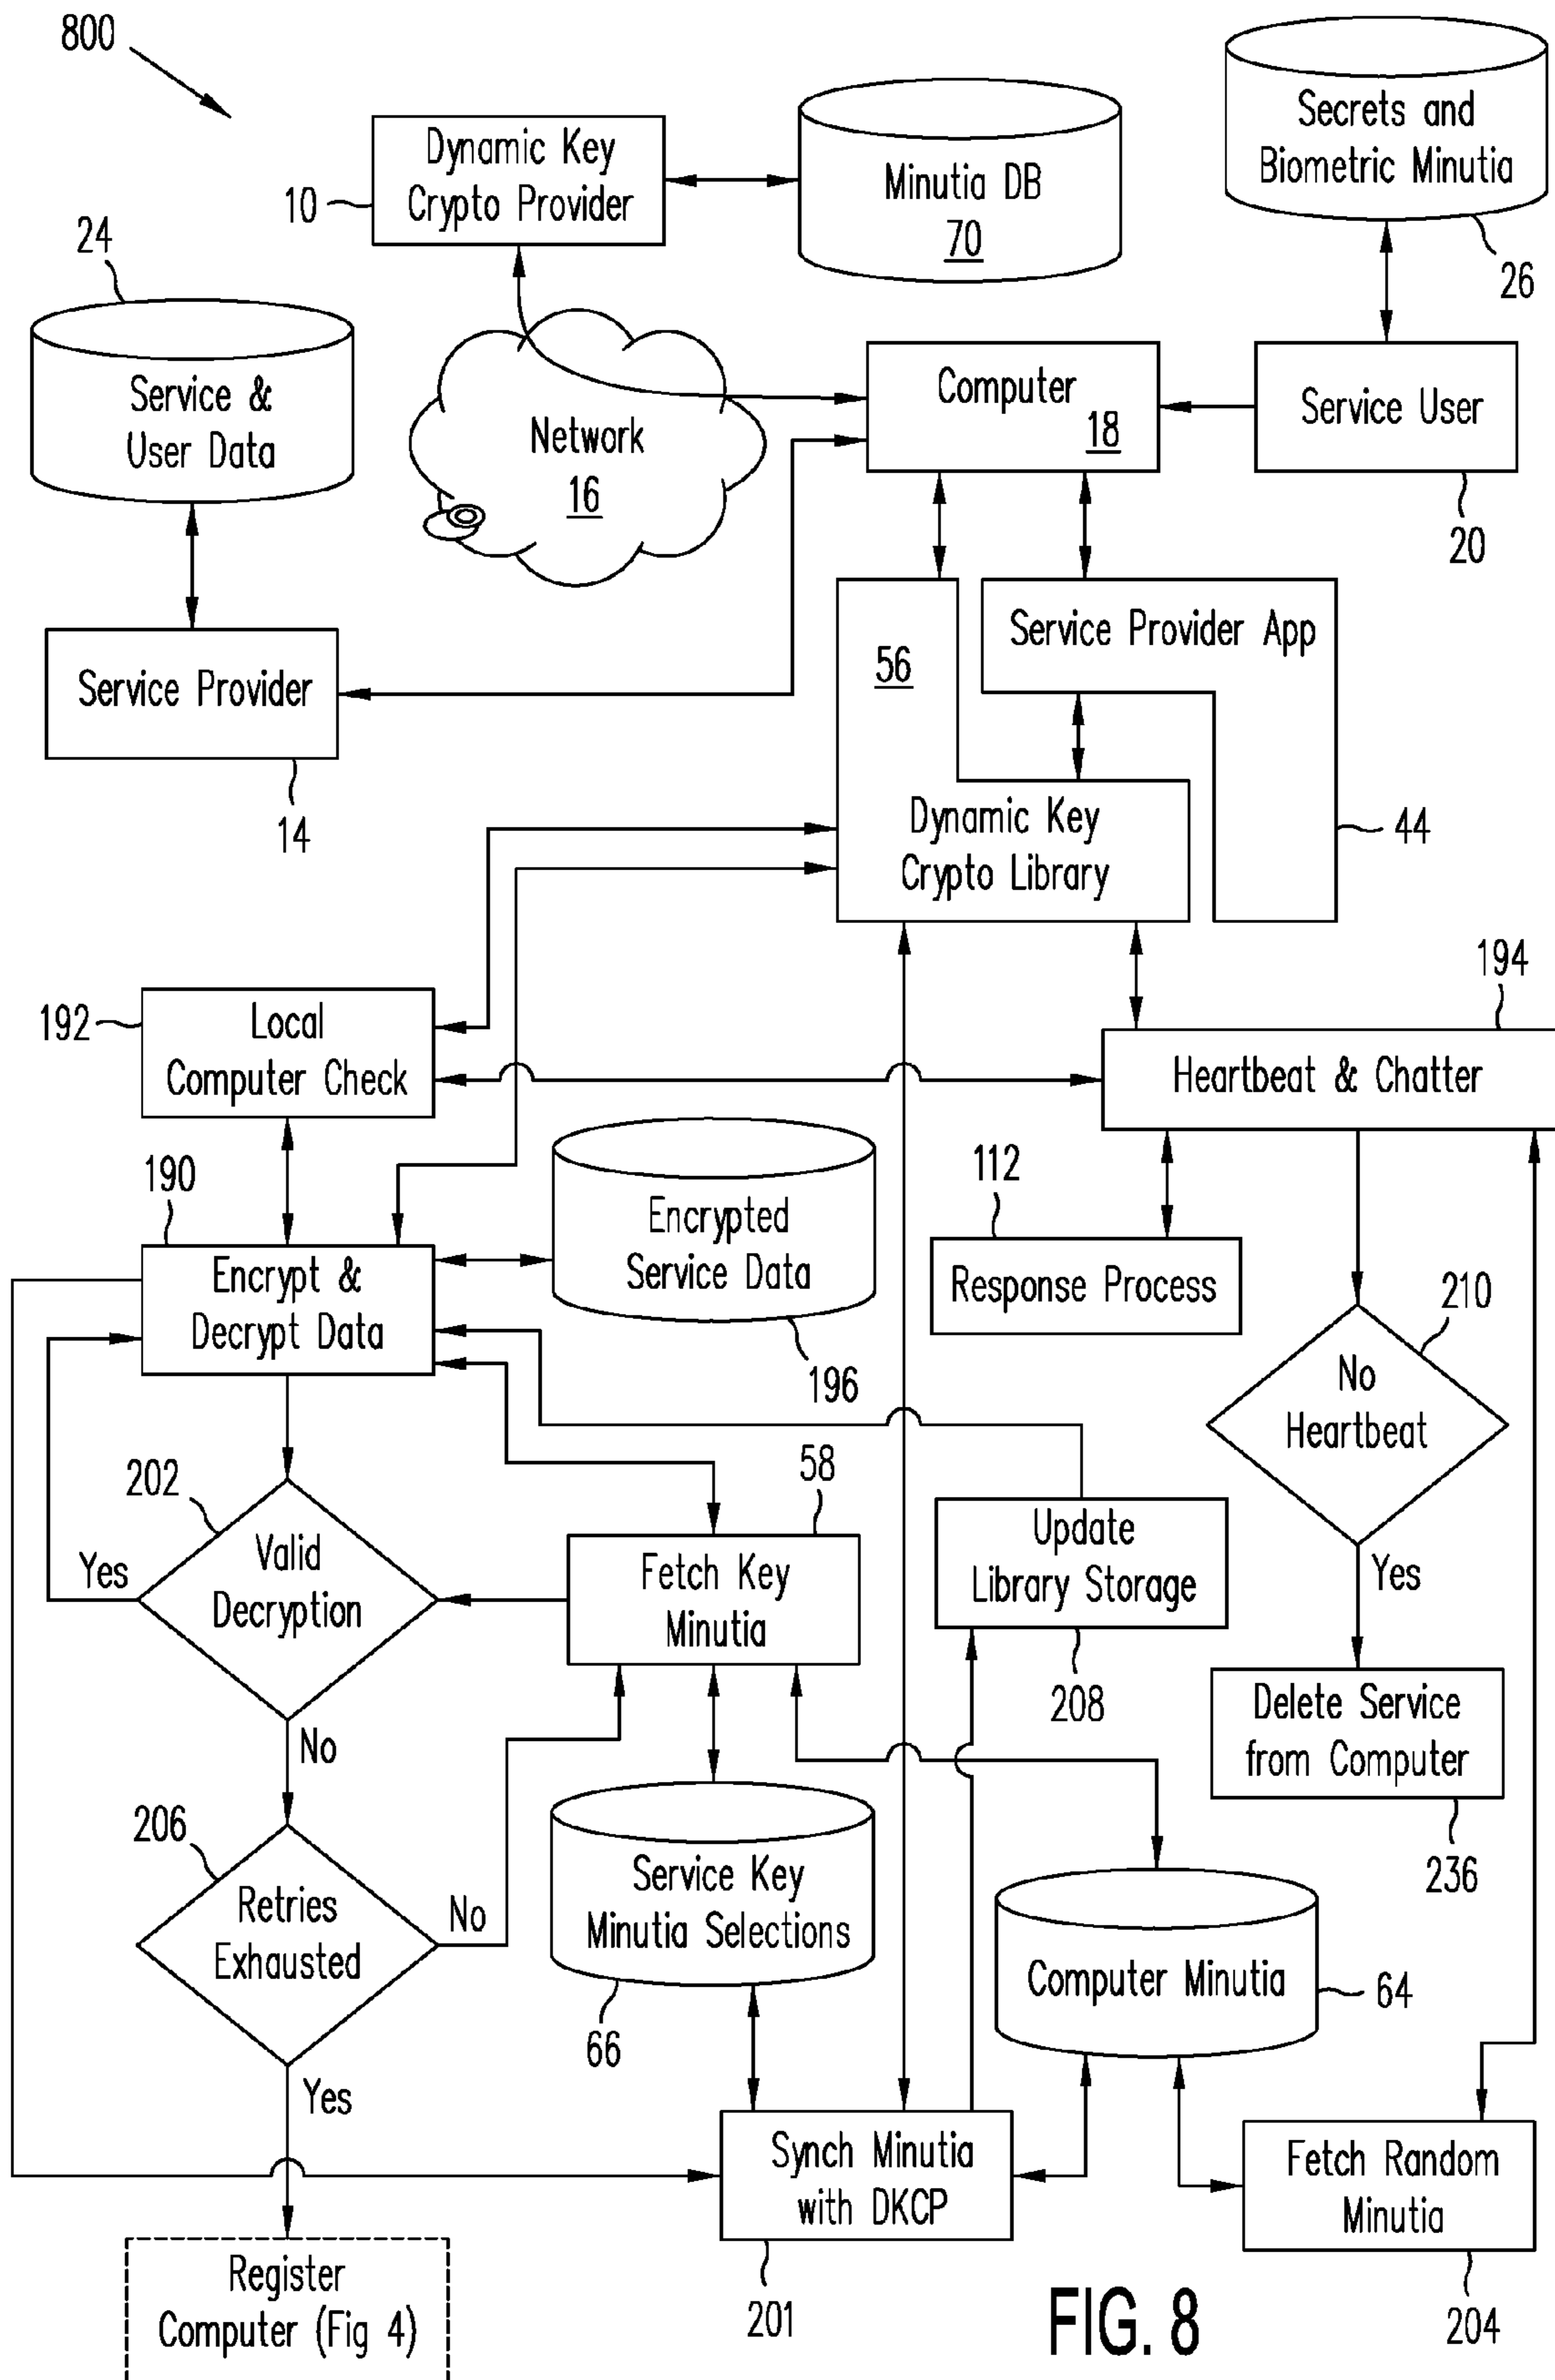 800
Dynamic Key
Crypto Provider
10
Minutia DB
70
Secrets and
Biometric Minutia
26
24
Service &
User Data
Network
16
Computer
18
Service User
20
Service Provider
14
56
Service Provider App
Dynamic Key
Crypto Library
44
194
192
Local
Computer Check
Heartbeat & Chatter
190
Encrypt &
Decrypt Data
Encrypted
Service Data
196
112
Response Process
210
No
Heartbeat
Yes
202
Valid
Decryption
Yes
No
58
Fetch Key
Minutia
Update
Library Storage
208
Delete Service
from Computer
236
206
Retries
Exhausted
No
Yes
Service Key
Minutia Selections
66
Computer Minutia
64
Synch Minutia
with DKCP
201
Fetch Random
Minutia
204
Register
Computer (Fig 4)
FIG. 8